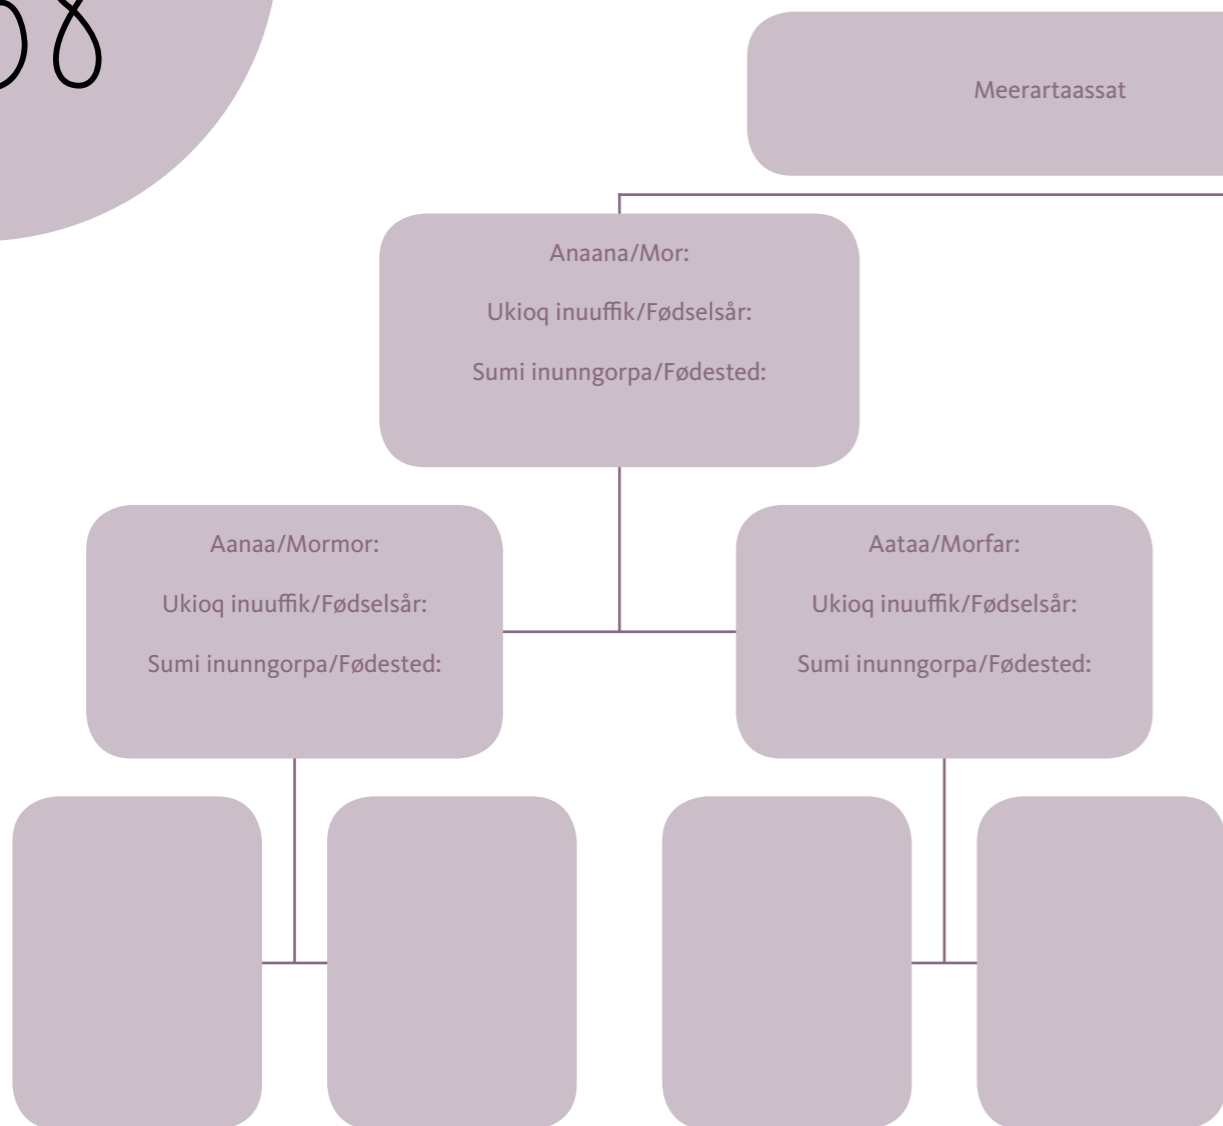 08
Meerartaassat
Anaana/Mor:
Ukioq inuuffik/Fødselsår:
Sumi inunngorpa/Fødested:
Aanaa/Mormor:
Ukioq inuuffik/Fødselsår:
Sumi inunngorpa/Fødested:
Aataa/Morfar:
Ukioq inuuffik/Fødselsår:
Sumi inunngorpa/Fødested: